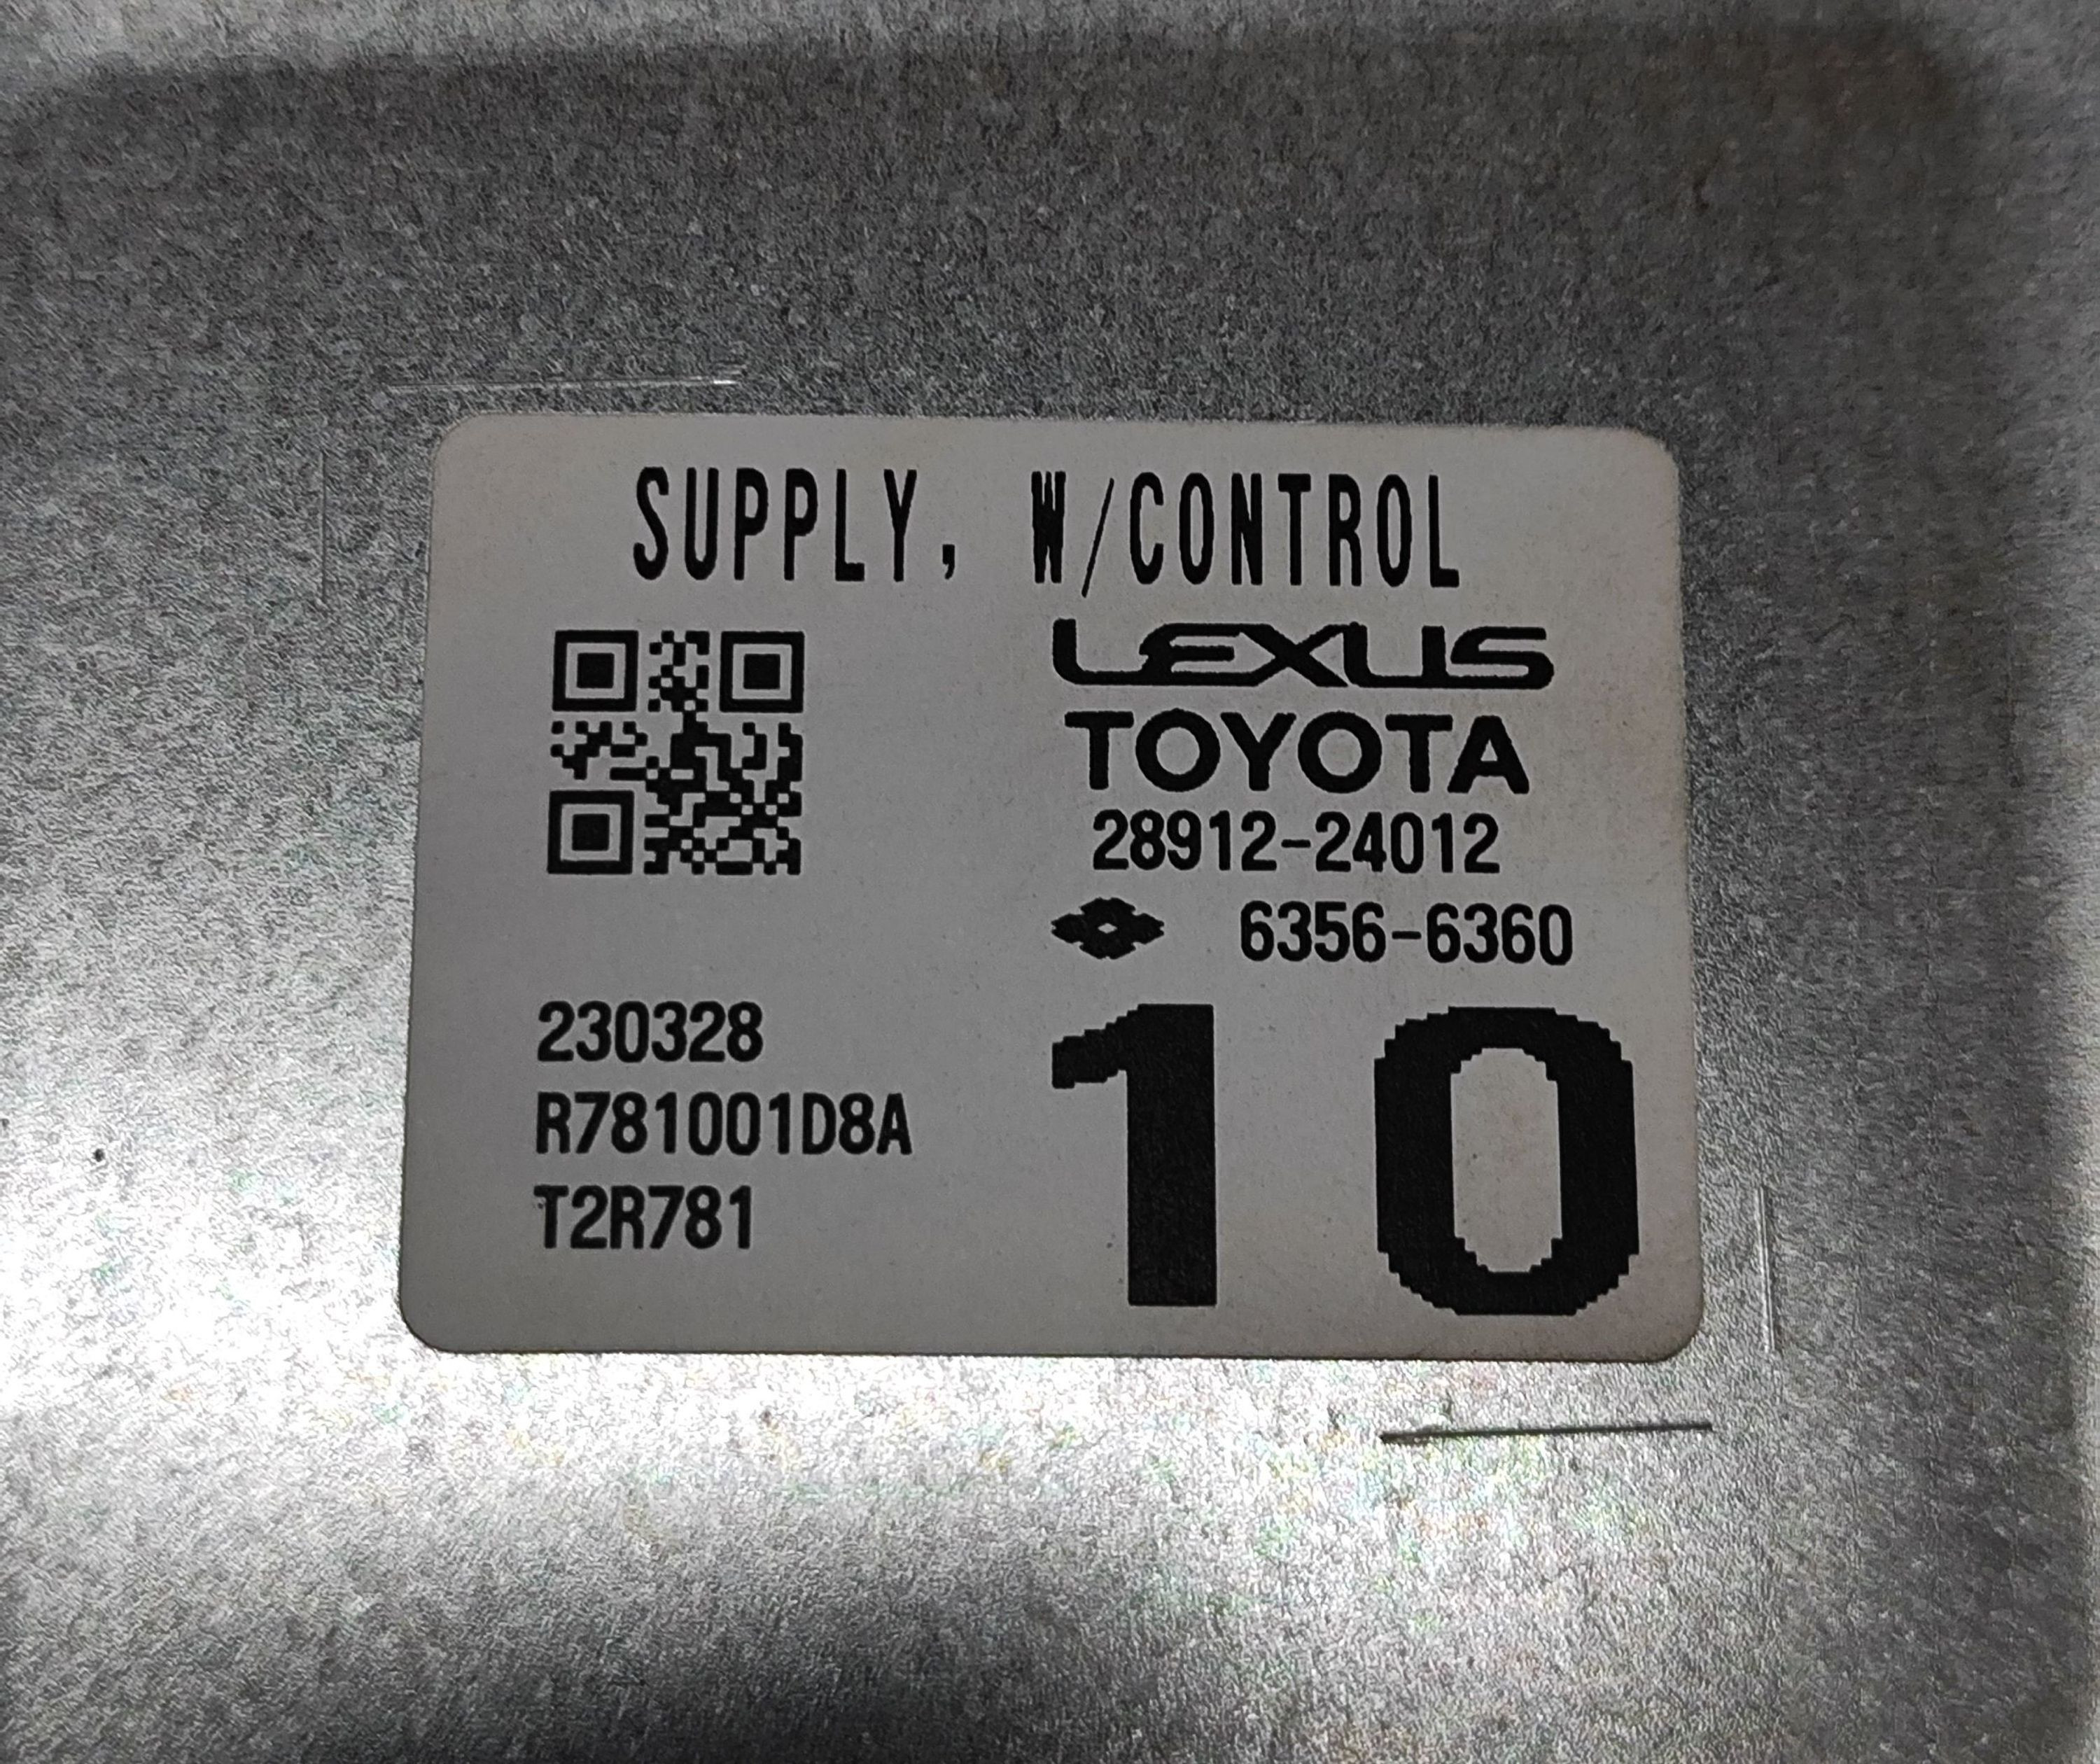 SUPPLY, W/CONTROL
LEXUS
TOYOTA
28912-24012
6356-6360
230328
R781001D8A
T2R781
10